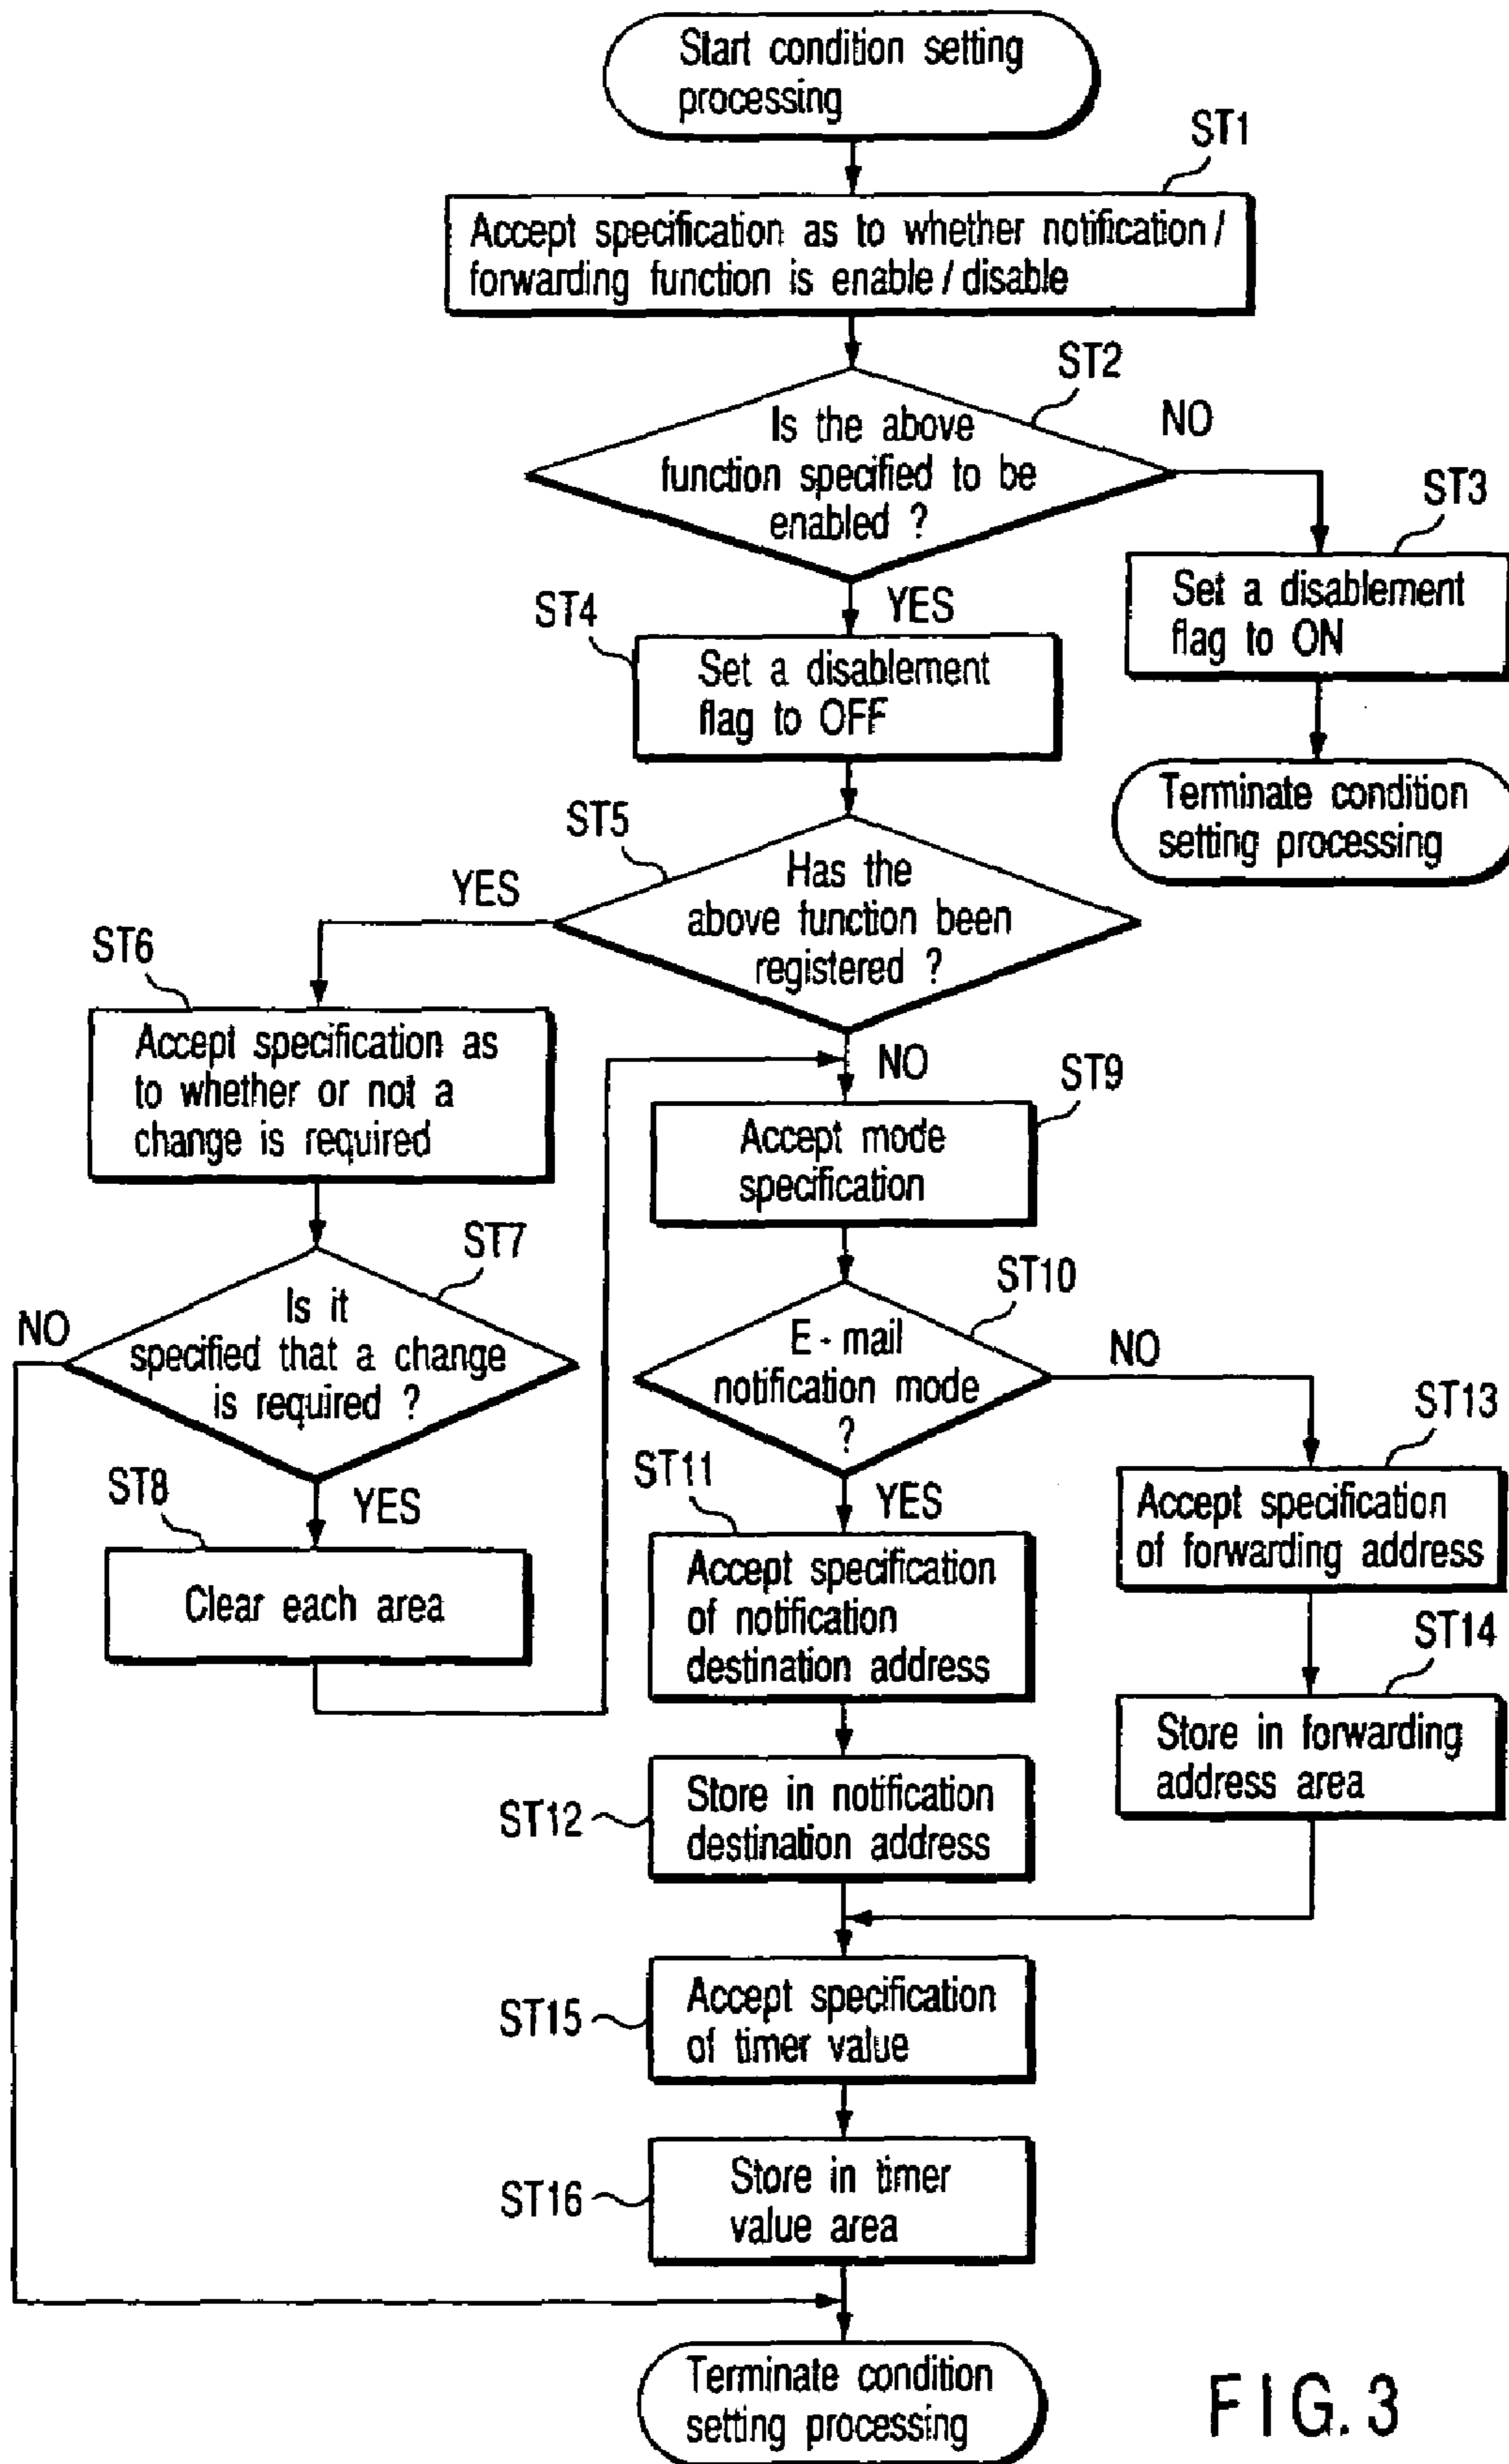 Start condition setting
processing
ST1
Accept specification as to whether notification /
forwarding function is enable / disable
ST2
Is the above
function specified to be
enabled ?
NO
ST3
Set a disablement
flag to ON
Terminate condition
setting processing
YES
ST4
Set a disablement
flag to OFF
ST5
Has the
above function been
registered ?
YES
ST6
Accept specification as
to whether or not a
change is required
ST7
Is it
specified that a change
is required ?
NO
YES
ST8
Clear each area
NO
ST9
Accept mode
specification
ST10
E - mail
notification mode
?
NO
YES
ST11
Accept specification
of notification
destination address
ST12
Store in notification
destination address
ST13
Accept specification
of forwarding address
ST14
Store in forwarding
address area
ST15
Accept specification
of timer value
ST16
Store in timer
value area
Terminate condition
setting processing
FIG. 3